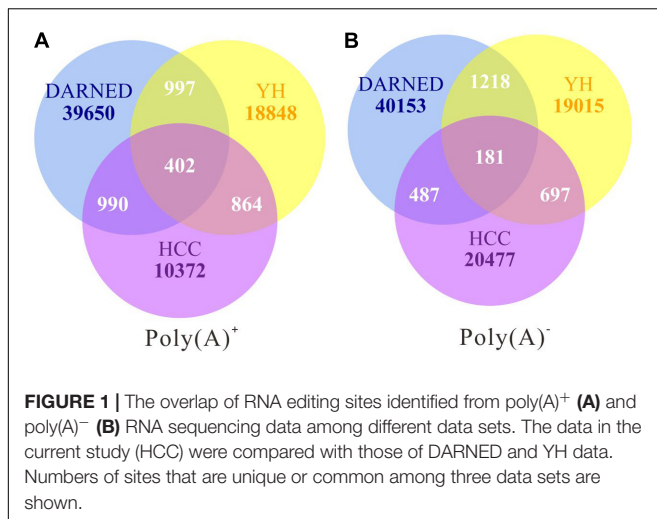 A
DARNED
39650
997
YH
18848
402
990
864
HCC
10372
Poly(A)+
B
DARNED
40153
1218
YH
19015
181
487
697
HCC
20477
Poly(A)-
FIGURE 1 | The overlap of RNA editing sites identified from poly(A)+ (A) and
poly(A)− (B) RNA sequencing data among different data sets. The data in the
current study (HCC) were compared with those of DARNED and YH data.
Numbers of sites that are unique or common among three data sets are
shown.